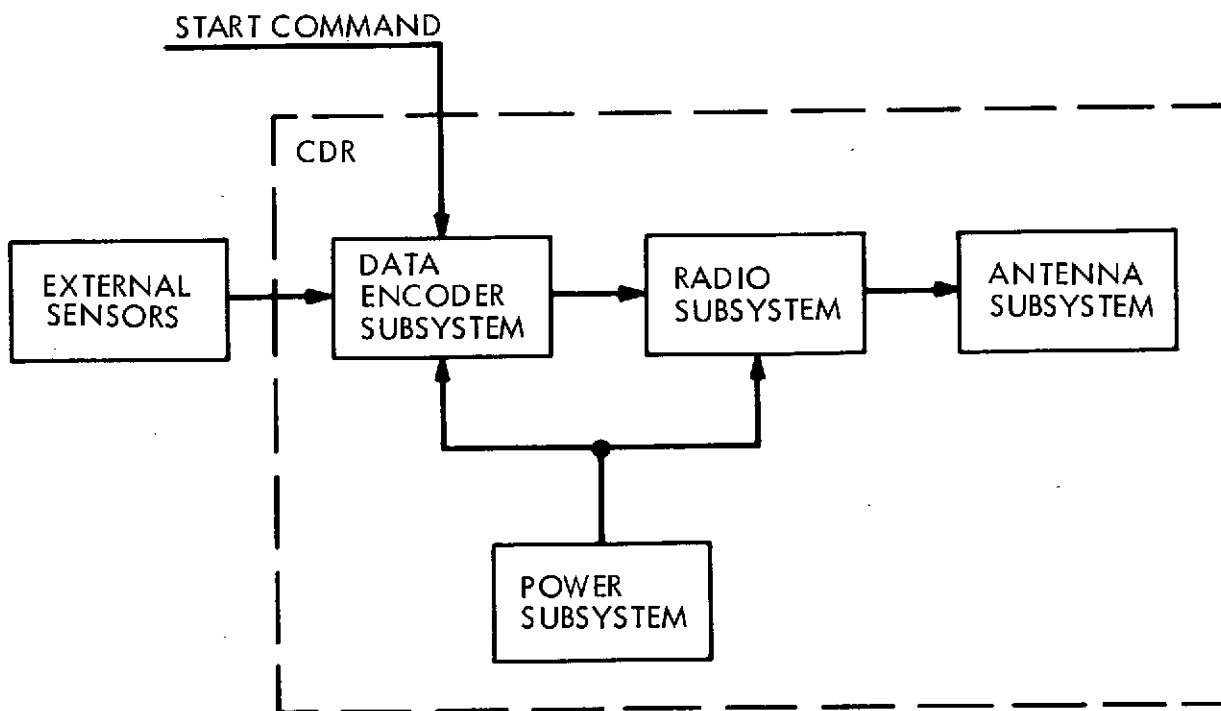 START COMMAND
CDR
EXTERNAL
SENSORS
DATA
ENCODER
SUBSYSTEM
RADIO
SUBSYSTEM
ANTENNA
SUBSYSTEM
POWER
SUBSYSTEM